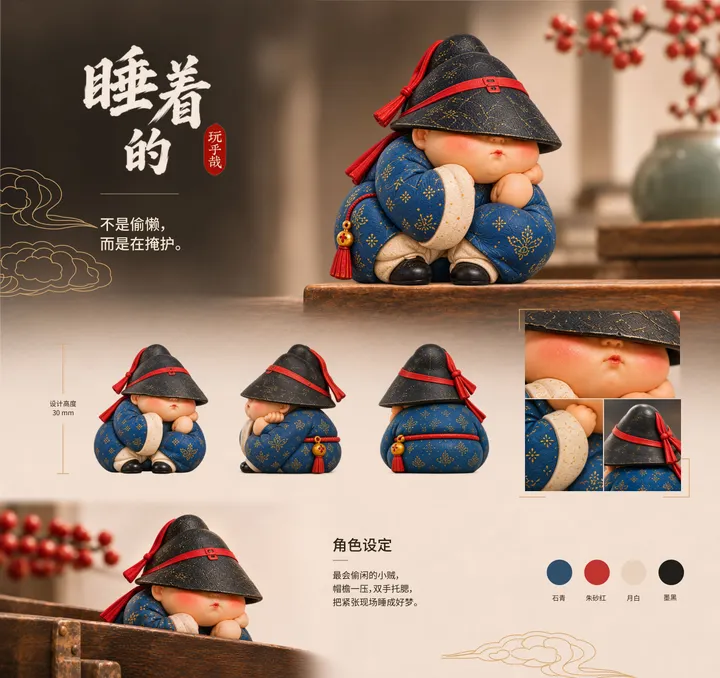 睡着的
玩乎哉
不是偷懒，
而是在掩护。
设计高度
30 mm
角色设定
最会偷闲的小贼，
帽檐一压，双手托腮，
把紧张现场睡成好梦。
石青
朱砂红
月白
墨黑